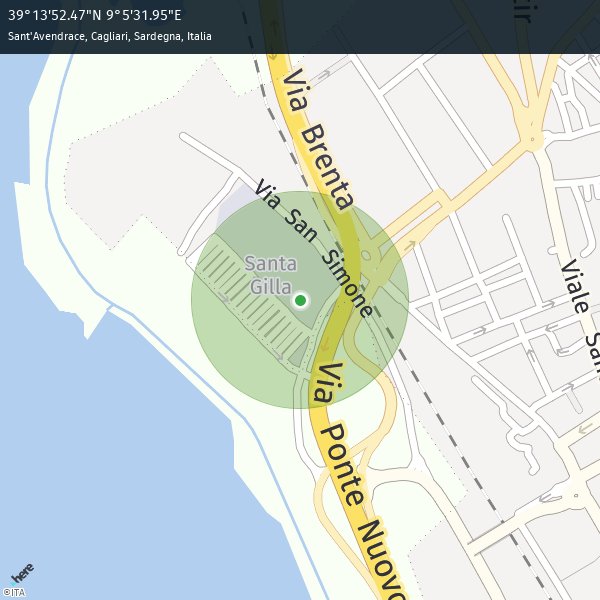 39°13'52.47"N 9°5'31.95"E
Sant'Avendrace, Cagliari, Sardegna, Italia
Via Brenta
Via San Simone
Santa
Gilla
Via Ponte Nuovo
Viale
here
©ITA